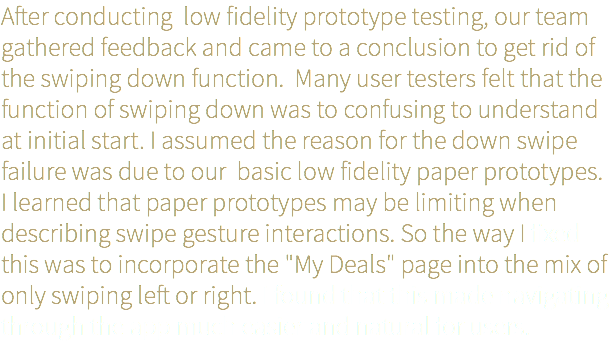 After conducting  low fidelity prototype testing, our team
gathered feedback and came to a conclusion to get rid of
the swiping down function.  Many user testers felt that the
function of swiping down was to confusing to understand
at initial start. I assumed the reason for the down swipe
failure was due to our  basic low fidelity paper prototypes.
I learned that paper prototypes may be limiting when
describing swipe gesture interactions. So the way I
this was to incorporate the "My Deals" page into the mix of
only swiping left or right.